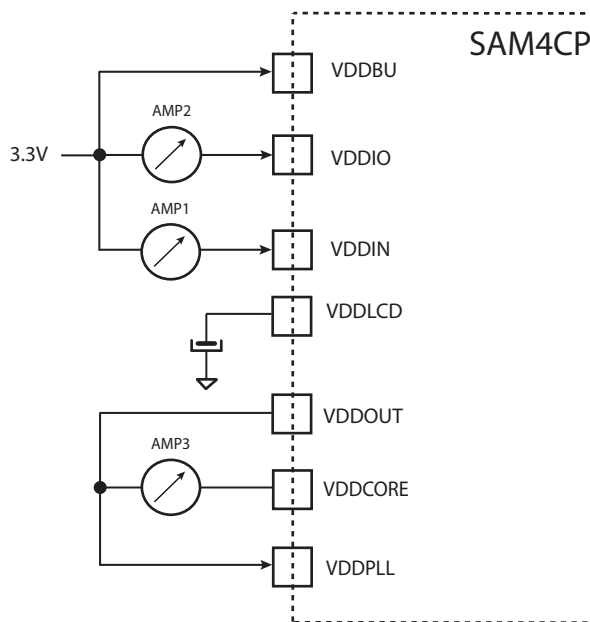 SAM4CP
VDDBU
AMP2
3.3V
VDDIO
AMP1
VDDIN
VDDLCD
VDDOUT
AMP3
VDDCORE
VDDPLL